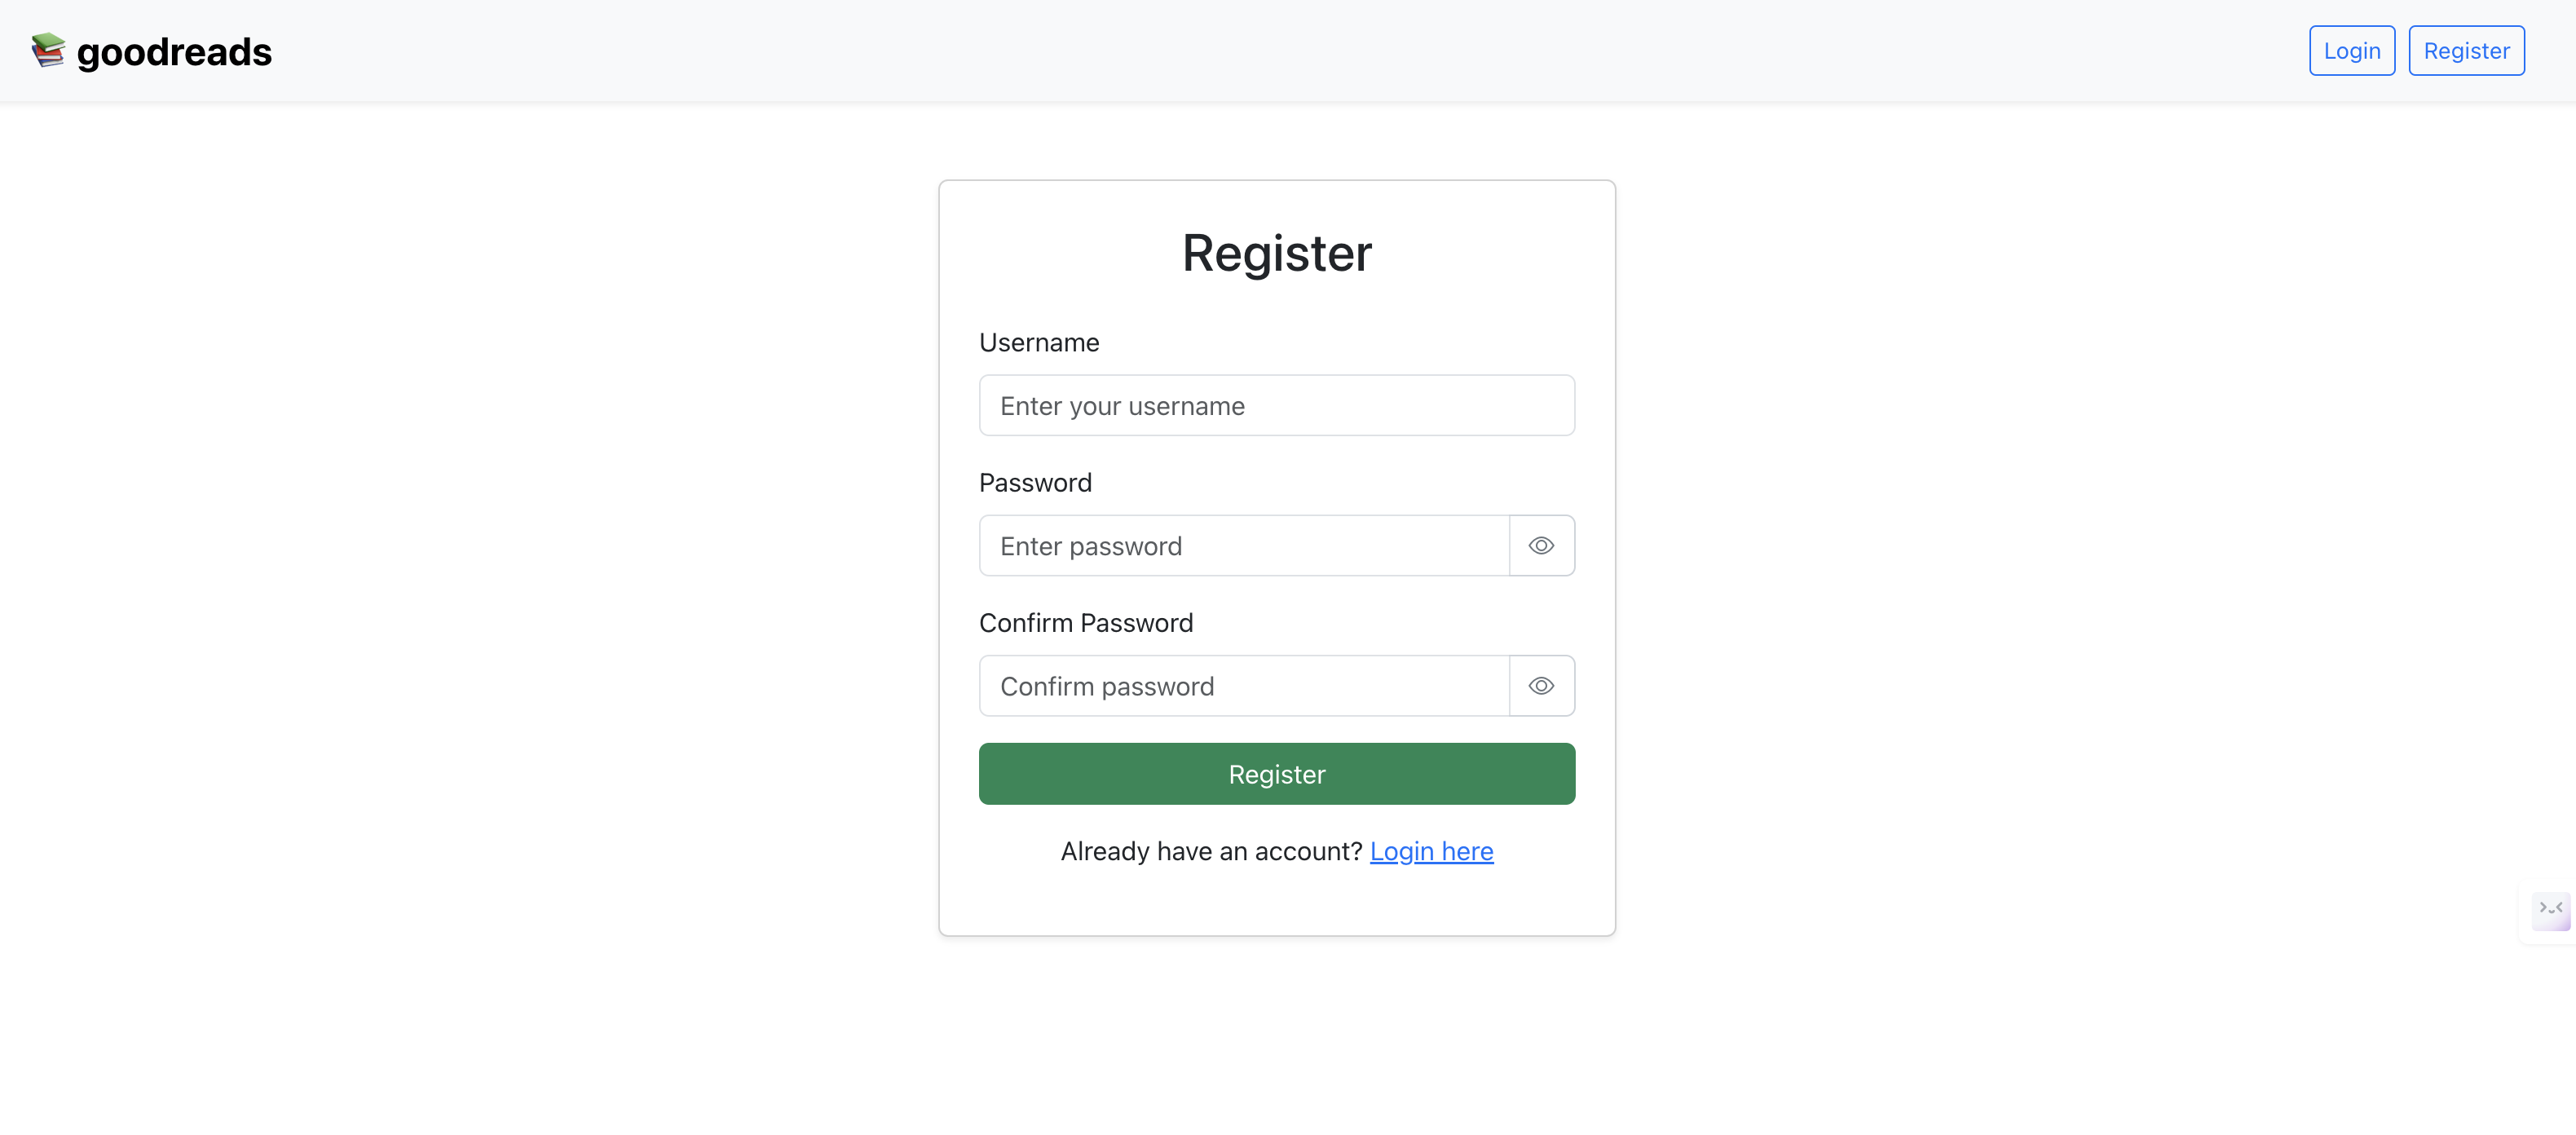 goodreads
Login Register
Register
Username
Enter your username
Password
Enter password
Confirm Password
Confirm password
Register
Already have an account? Login here